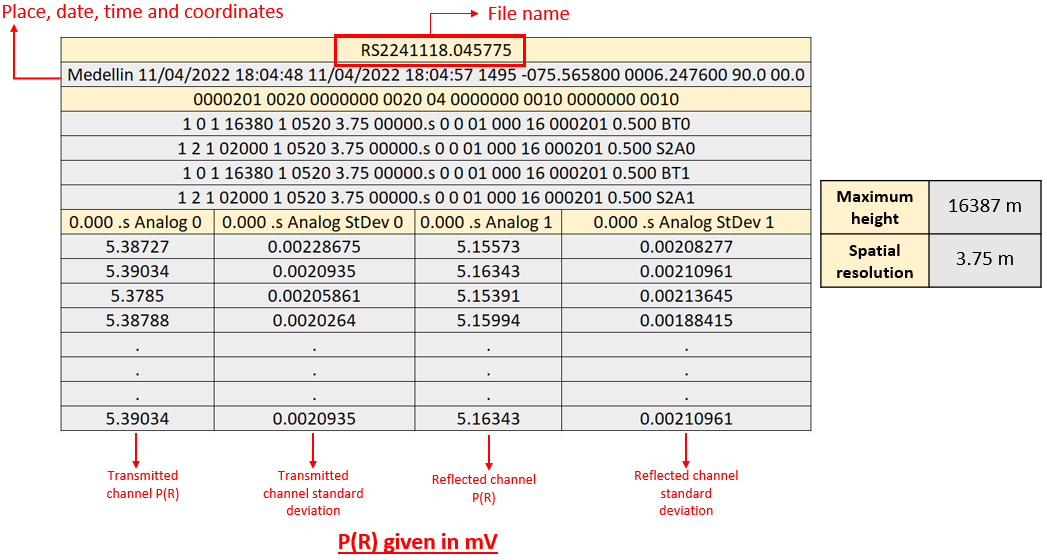 Place, date, time and coordinates
File name
RS2241118.045775
Medellin 11/04/2022 18:04:48 11/04/2022 18:04:57 1495 -075.565800 0006.247600 90.0 00.0
0000201 0020 0000000 0020 04 0000000 0010 0000000 0010
1 0 1 16380 1 0520 3.75 00000.s 0 0 01 000 16 000201 0.500 BT0
1 2 1 02000 1 0520 3.75 00000.s 0 0 01 000 16 000201 0.500 S2A0
1 0 1 16380 1 0520 3.75 00000.s 0 0 01 000 16 000201 0.500 BT1
1 2 1 02000 1 0520 3.75 00000.s 0 0 01 000 16 000201 0.500 S2A1
0.000 .s Analog 0 0.000 .s Analog StDev 0 0.000 .s Analog 1 0.000 .s Analog StDev 1
5.38727 0.00228675 5.15573 0.00208277
5.39034 0.0020935 5.16343 0.00210961
5.3785 0.00205861 5.15391 0.00213645
5.38788 0.0020264 5.15994 0.00188415
. . . .
. . . .
. . . .
5.39034 0.0020935 5.16343 0.00210961
Transmitted
channel P(R)
Transmitted
channel standard
deviation
Reflected channel
P(R)
Reflected channel
standard
deviation
P(R) given in mV
Maximum
height
16387 m
Spatial
resolution
3.75 m